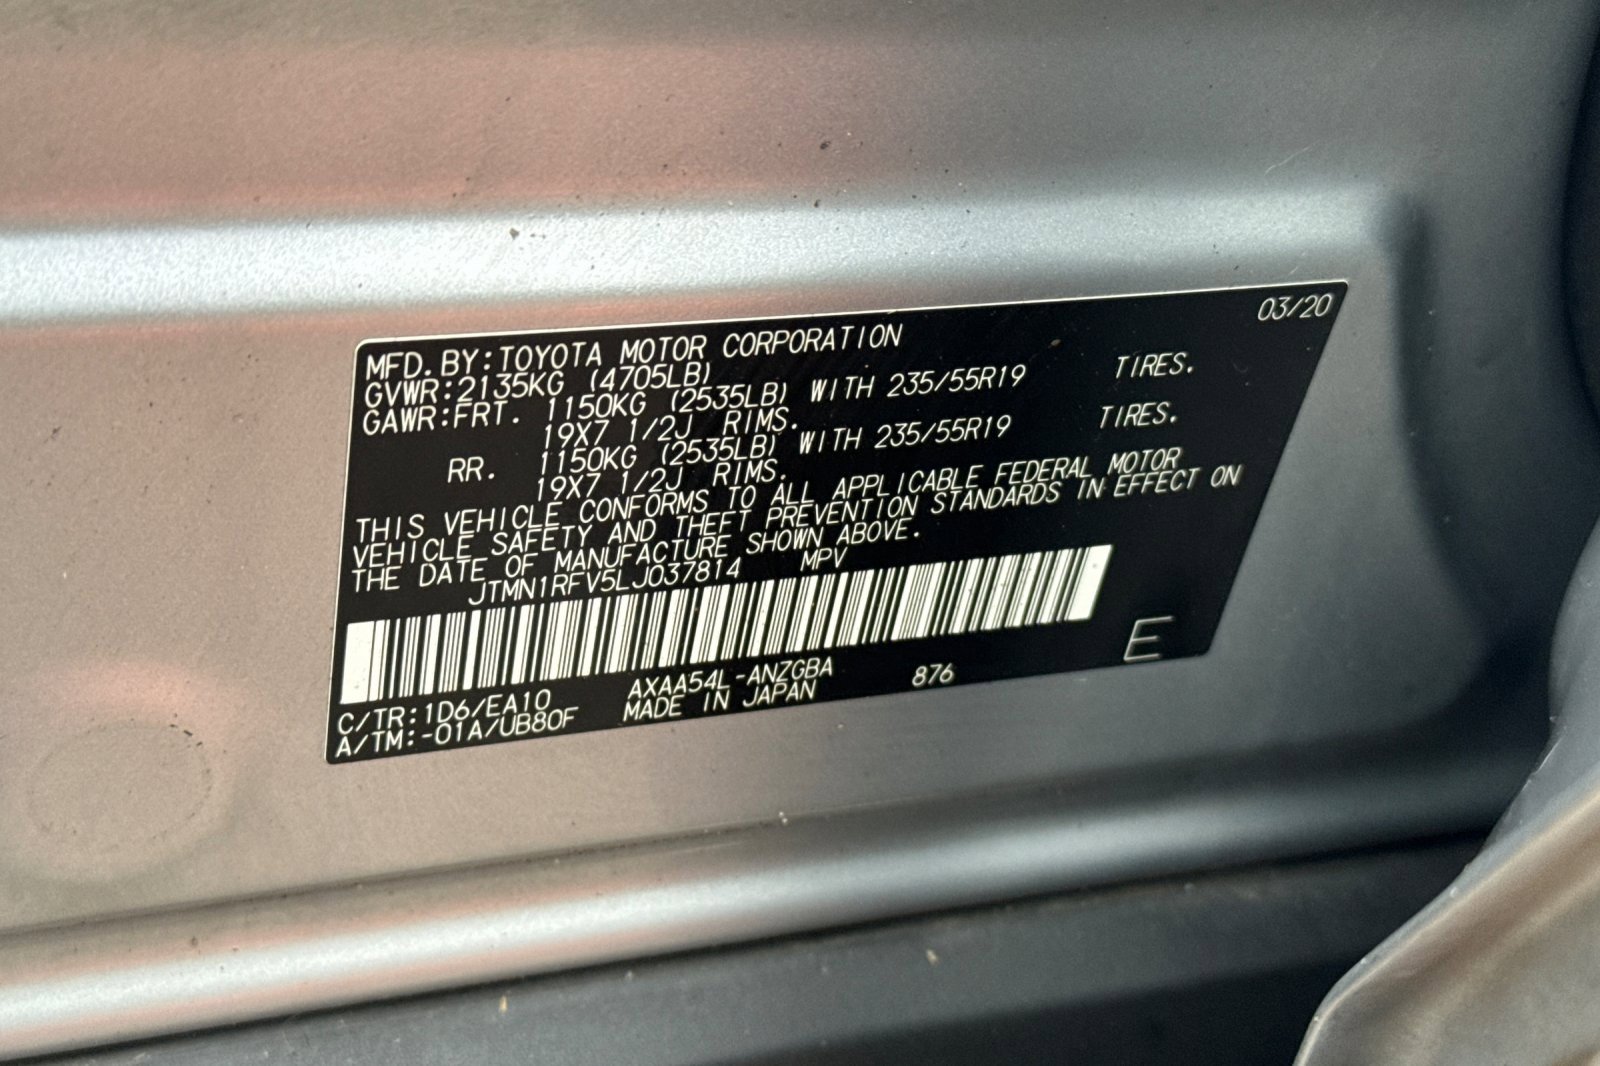 03/20
MFD.BY:TOYOTA MOTOR CORPORATION
GVWR:2135KG (4705LB)
GAWR:FRT. 1150KG (2535LB) WITH 235/55R19 TIRES.
19X7 1/2J RIMS.
RR. 1150KG (2535LB) WITH 235/55R19 TIRES.
19X7 1/2J RIMS.
THIS VEHICLE CONFORMS TO ALL APPLICABLE FEDERAL MOTOR
VEHICLE SAFETY AND THEFT PREVENTION STANDARDS IN EFFECT ON
THE DATE OF MANUFACTURE SHOWN ABOVE.
JTMN1RFV5LJ037814 MPV
C/TR:1D6/EA10 AXAA54L-ANZGBA 876 E
A/TM:-01A/UB80F MADE IN JAPAN